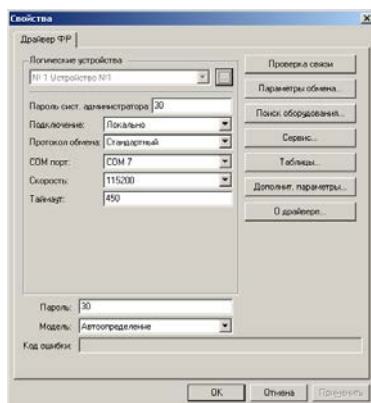 Свойства
Драйвер ФР
Логические устройства
№ 1 Устройство №1
Пароль сист. администратора: 30
Подключение: Локально
Протокол обмена: Стандартный
COM порт: COM 7
Скорость: 115200
Таймаут: 450
Проверка связи
Параметры обмена...
Поиск оборудования...
Сервис...
Таблицы...
Дополнит. параметры...
О драйвере...
Пароль: 30
Модель: Автоопределение
Код ошибки:
OK
Отмена
Применить